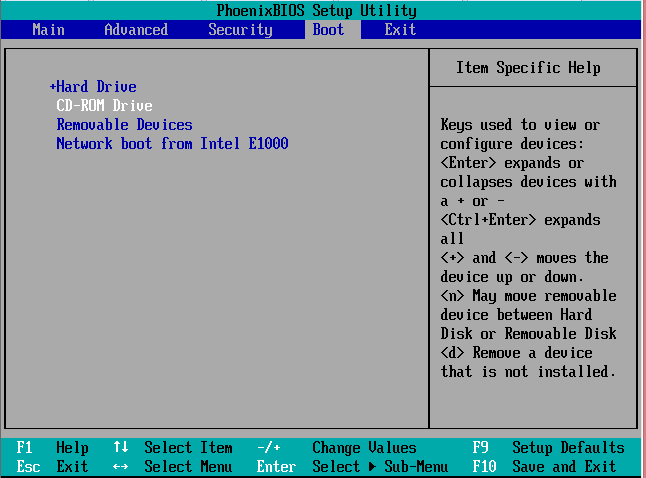 PhoenixBIOS Setup Utility
Main Advanced Security Boot Exit
+Hard Drive
CD-ROM Drive
Removable Devices
Network boot from Intel E1000
Item Specific Help
Keys used to view or
configure devices:
<Enter> expands or
collapses devices with
a + or -
<Ctrl+Enter> expands
all
<+> and <-> moves the
device up or down.
<n> May move removable
device between Hard
Disk or Removable Disk
<d> Remove a device
that is not installed.
F1 Help ↑↓ Select Item -/+ Change Values F9 Setup Defaults
Esc Exit ↔ Select Menu Enter Select ▶ Sub-Menu F10 Save and Exit